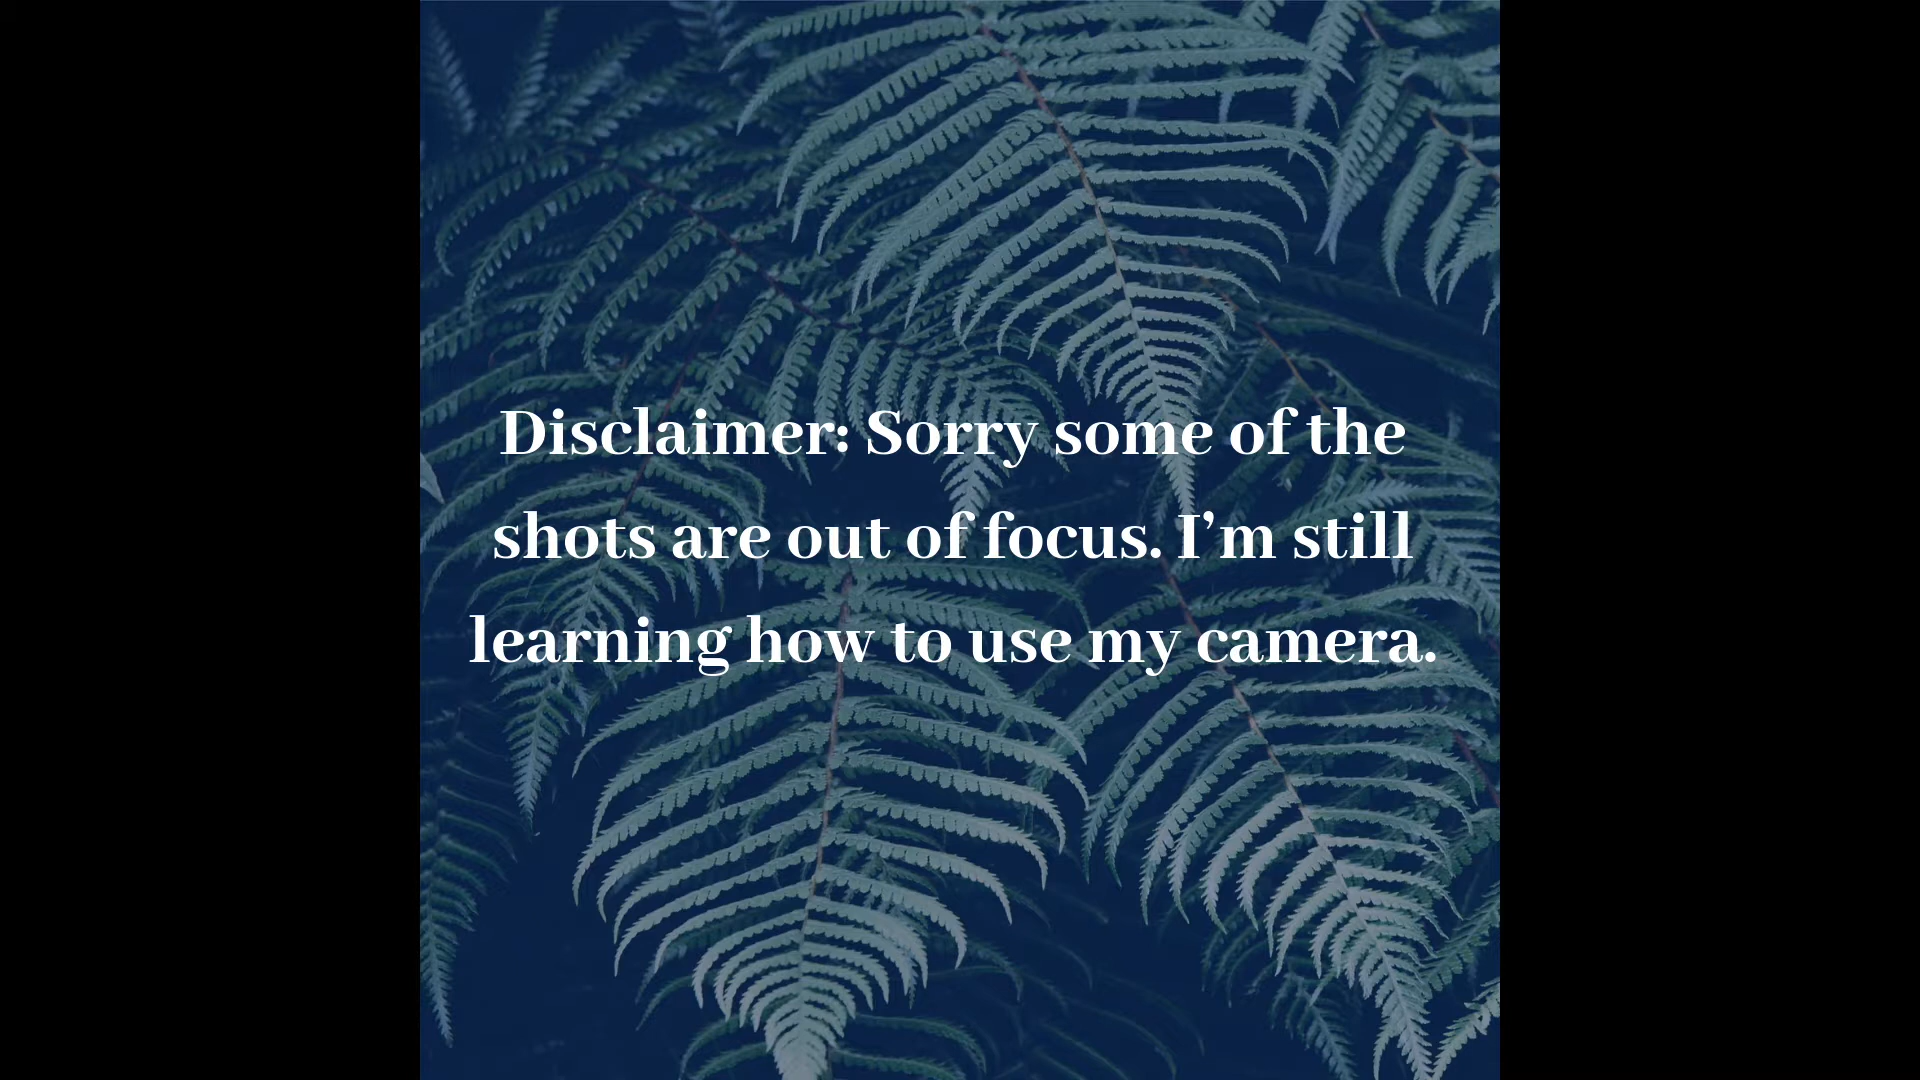 Disclaimer: Sorry some of the
shots are out of focus. I’m still
learning how to use my camera.